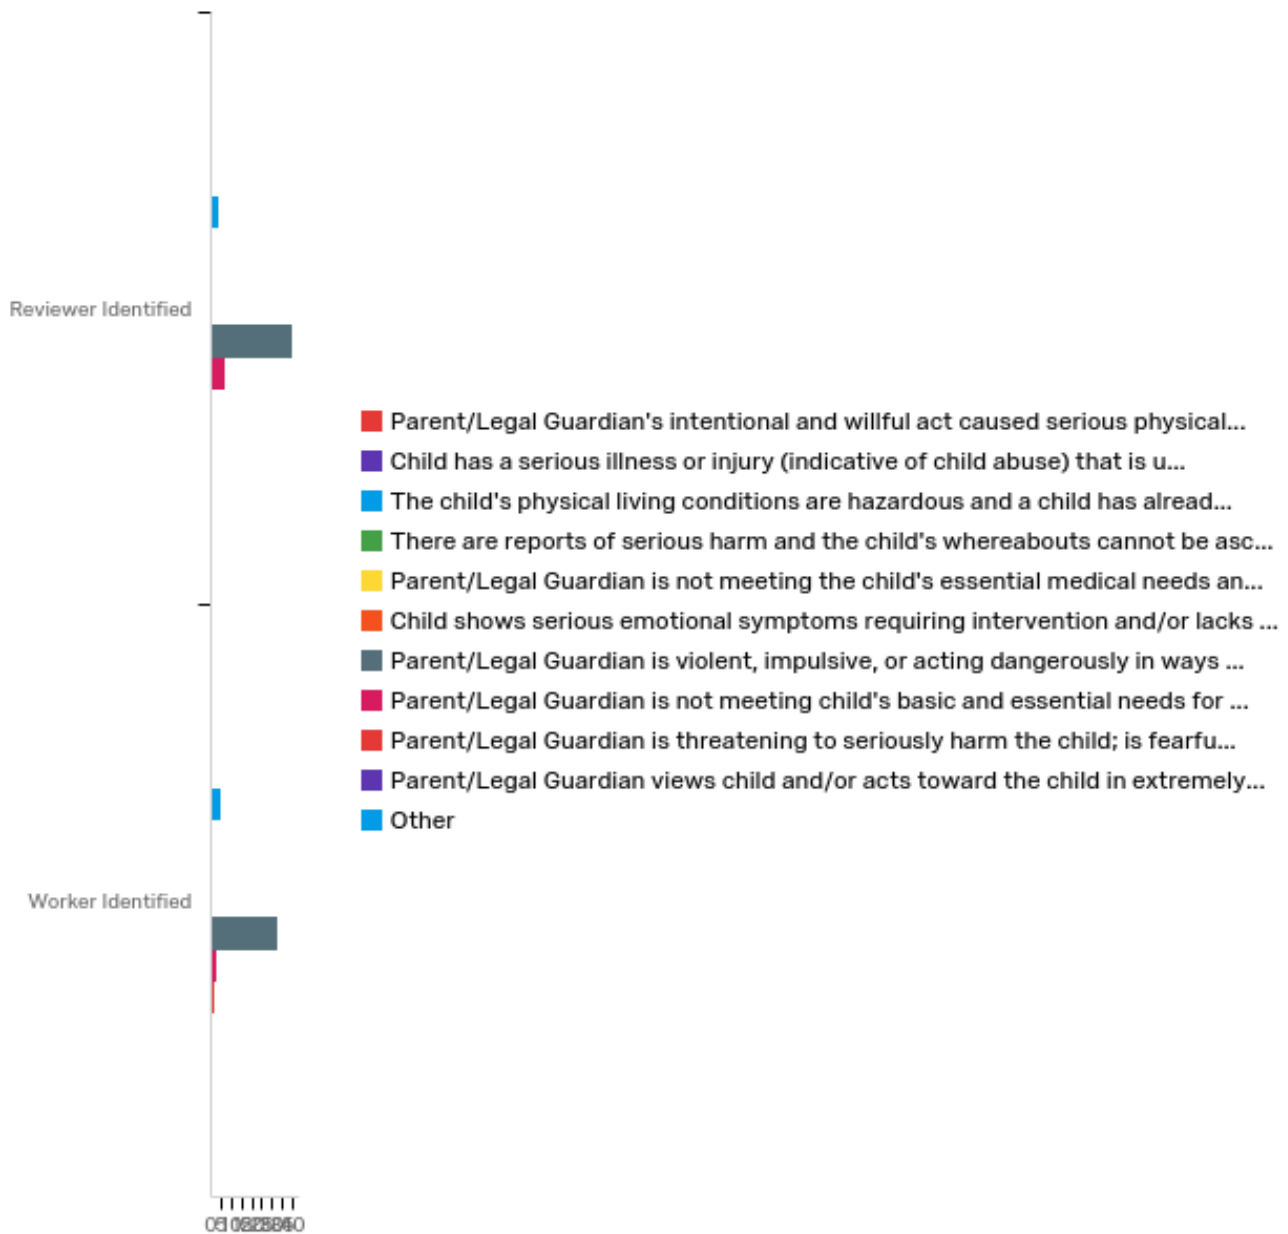 Reviewer Identified
Parent/Legal Guardian's intentional and willful act caused serious physical...
Child has a serious illness or injury (indicative of child abuse) that is u...
The child's physical living conditions are hazardous and a child has alread...
There are reports of serious harm and the child's whereabouts cannot be asc...
Parent/Legal Guardian is not meeting the child's essential medical needs an...
Child shows serious emotional symptoms requiring intervention and/or lacks ...
Parent/Legal Guardian is violent, impulsive, or acting dangerously in ways ...
Parent/Legal Guardian is not meeting child's basic and essential needs for ...
Parent/Legal Guardian is threatening to seriously harm the child; is fearfu...
Parent/Legal Guardian views child and/or acts toward the child in extremely...
Other
Worker Identified